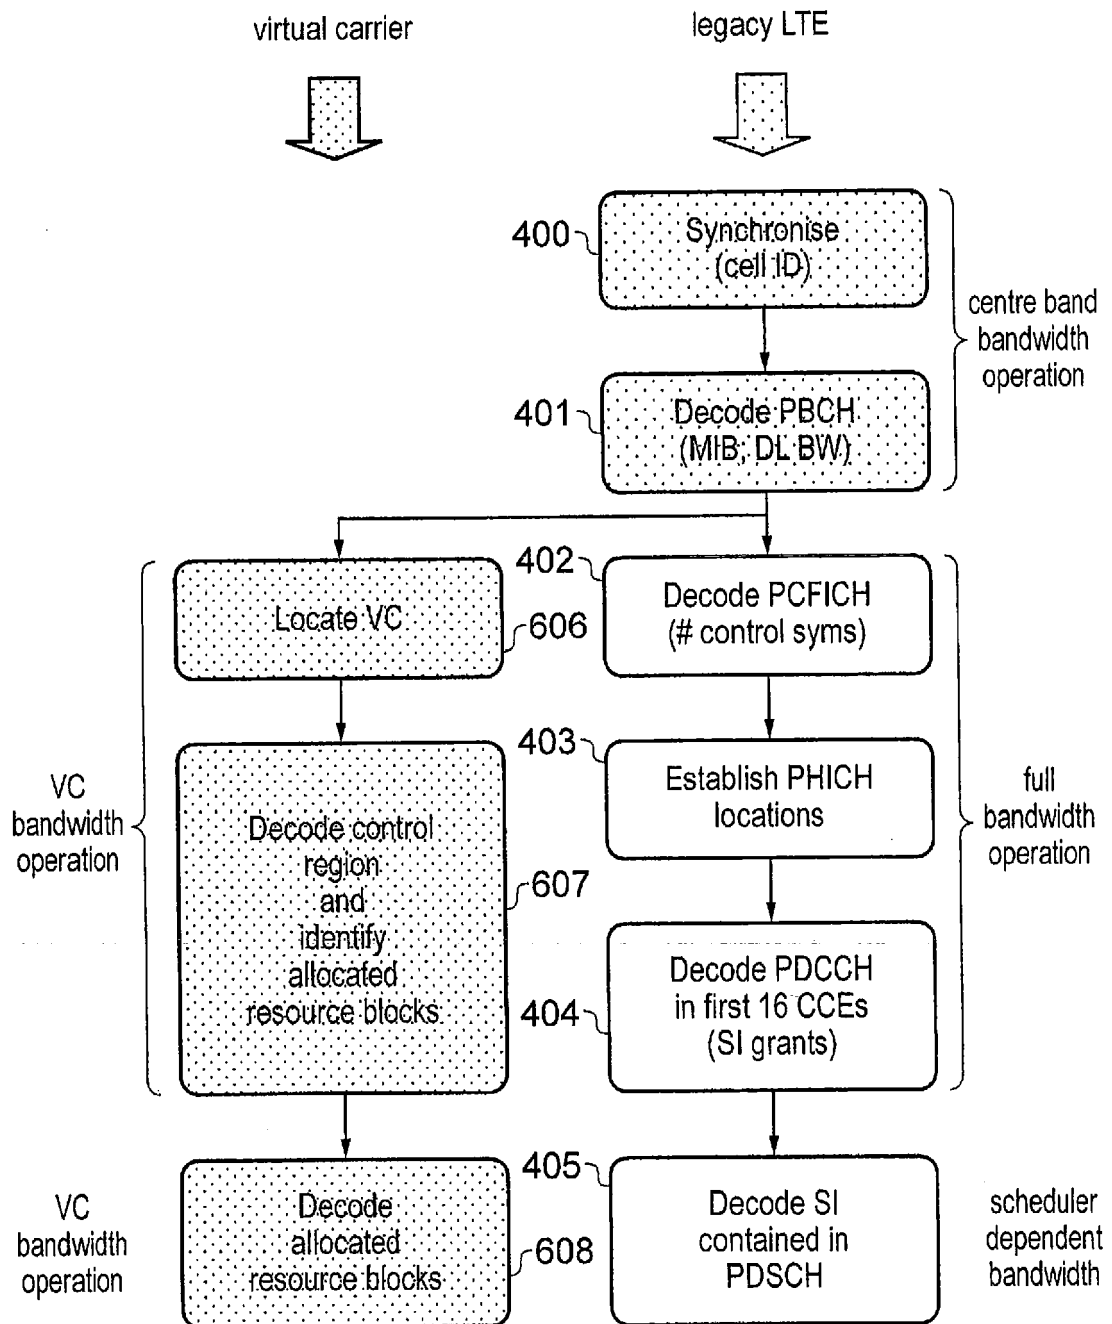 virtual carrier
legacy LTE
400
Synchronise
(cell ID)
centre band
bandwidth
operation
401
Decode PBCH
(MIB; DL BW)
Locate VC
606
402
Decode PCFICH
(# control syms)
VC
bandwidth
operation
Decode control
region
and
identify
allocated
resource blocks
607
403
Establish PHICH
locations
full
bandwidth
operation
404
Decode PDCCH
in first 16 CCEs
(SI grants)
VC
bandwidth
operation
Decode
allocated
resource blocks
608
405
Decode SI
contained in
PDSCH
scheduler
dependent
bandwidth